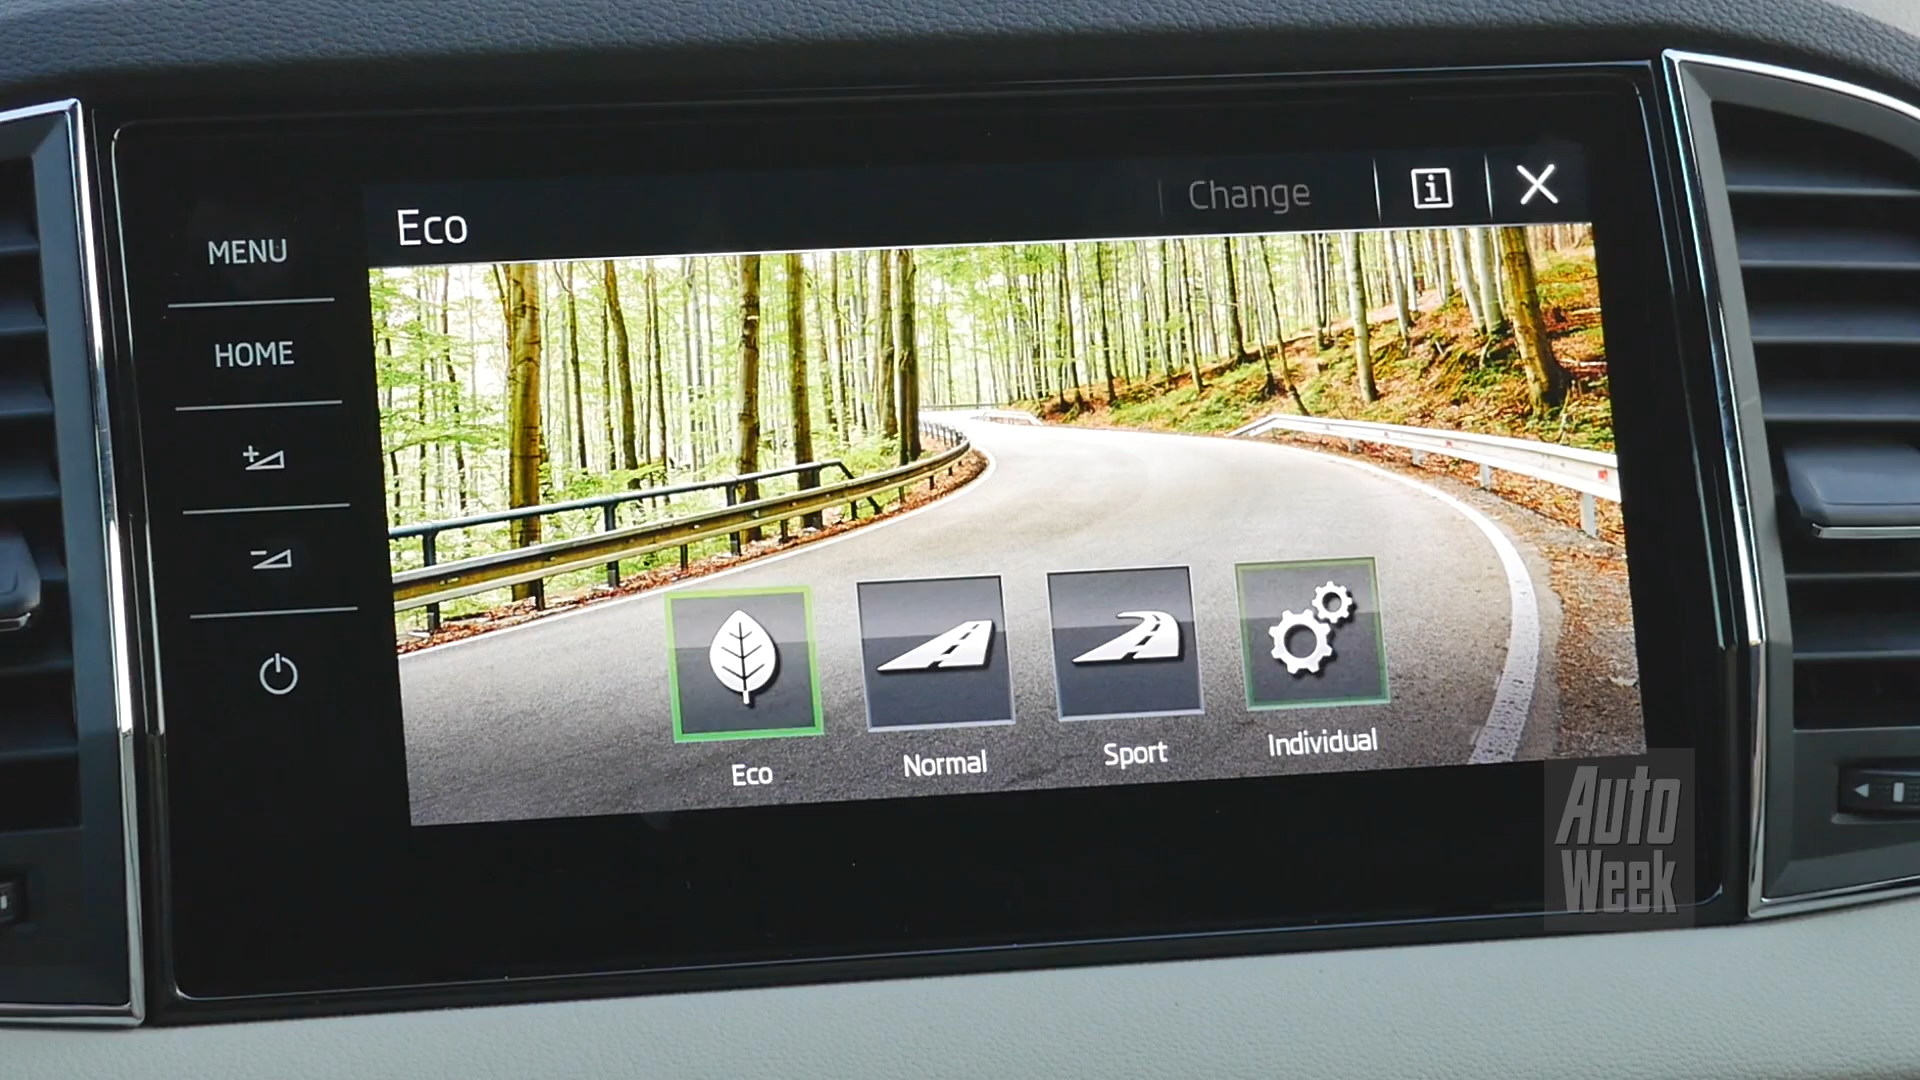 MENU
HOME
Eco
Change
Eco
Normal
Sport
Individual
Auto
Week